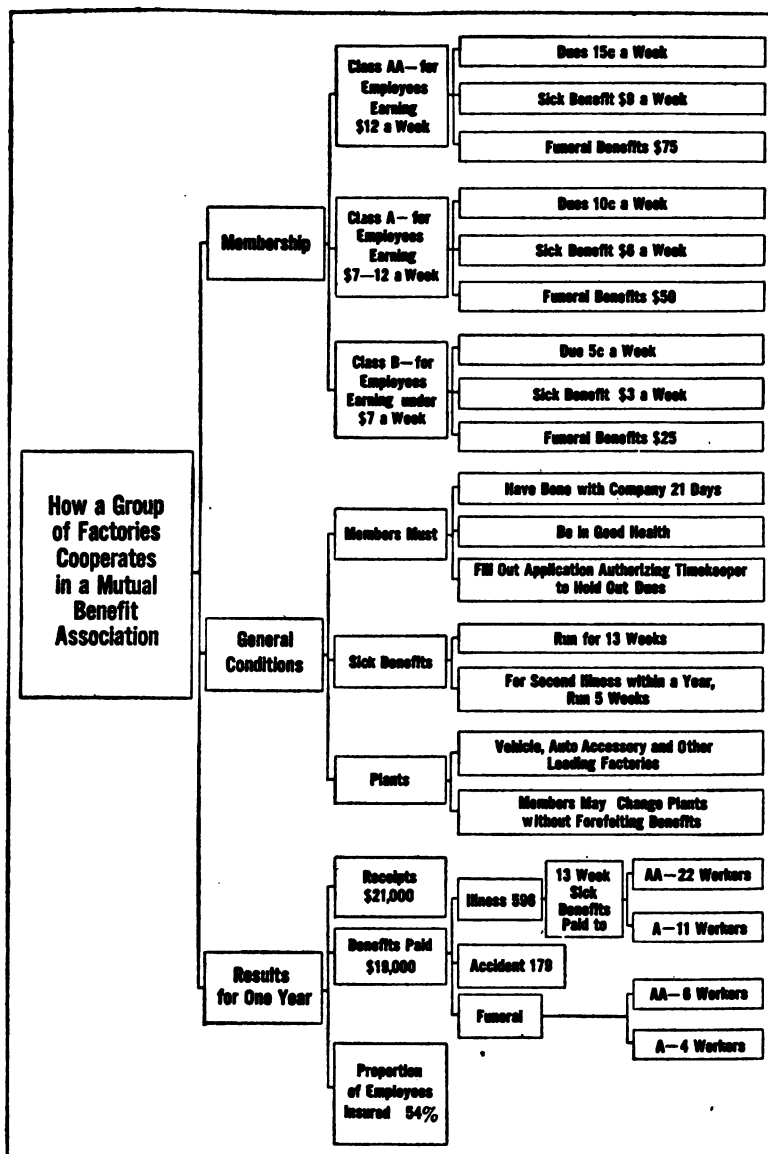 How a Group
of Factories
Cooperates
in a Mutual
Benefit
Association
Membership
Class AA—for
Employees
Earning
$12 a Week
Dues 15c a Week
Sick Benefit $9 a Week
Funeral Benefits $75
Class A—for
Employees
Earning
$7—12 a Week
Dues 10c a Week
Sick Benefit $6 a Week
Funeral Benefits $50
Class B—for
Employees
Earning under
$7 a Week
Due 5c a Week
Sick Benefit $3 a Week
Funeral Benefits $25
General
Conditions
Members Must
Have Bene with Company 21 Days
Be in Good Health
Fill Out Application Authorizing Timekeeper
to Hold Out Dues
Sick Benefits
Run for 13 Weeks
For Second Illness within a Year,
Run 5 Weeks
Plants
Vehicle, Auto Accessory and Other
Leading Factories
Members May Change Plants
without Forefeiting Benefits
Results
for One Year
Receipts
$21,000
Benefits Paid
Illness 596
13 Week
Sick
Benefits
Paid to
AA—22 Workers
A—11 Workers
Accident
Funeral
AA—6 Workers
A—4 Workers
Proportion
of Employees
Insured 54%